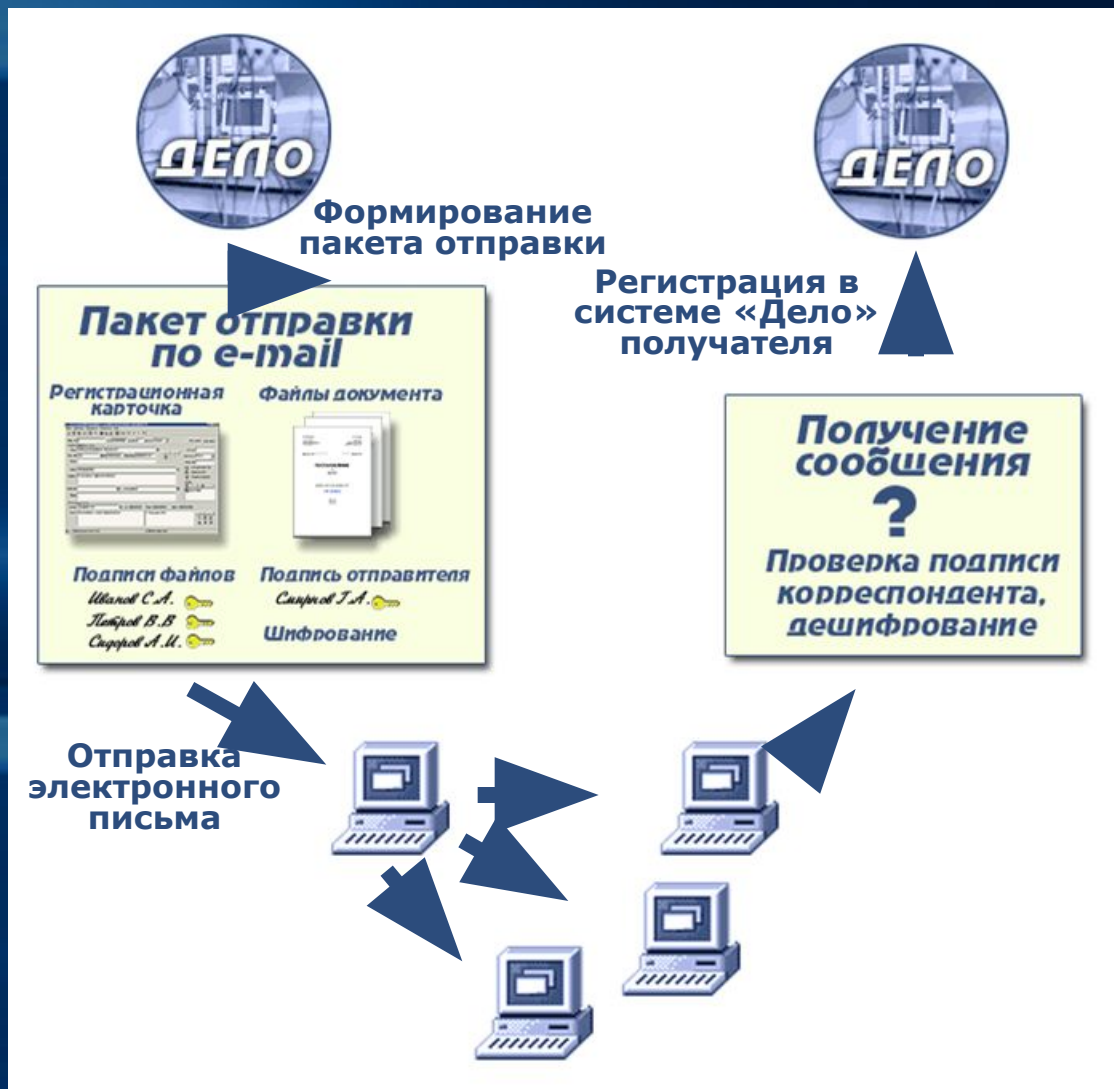 ДЕЛО
ДЕЛО
Формирование
пакета отправки
Регистрация в
системе «Дело»
получателя
Пакет отправки
по e-mail
Регистрационная
карточка
Файлы документа
Подписи файлов
Иванов С.А.
Петров В.В
Сидоров А.И.
Подпись отправителя
Смирнов Г.А.
Шифрование
Получение
сообщения
?
Проверка подписи
корреспондента,
дешифрование
Отправка
электронного
письма